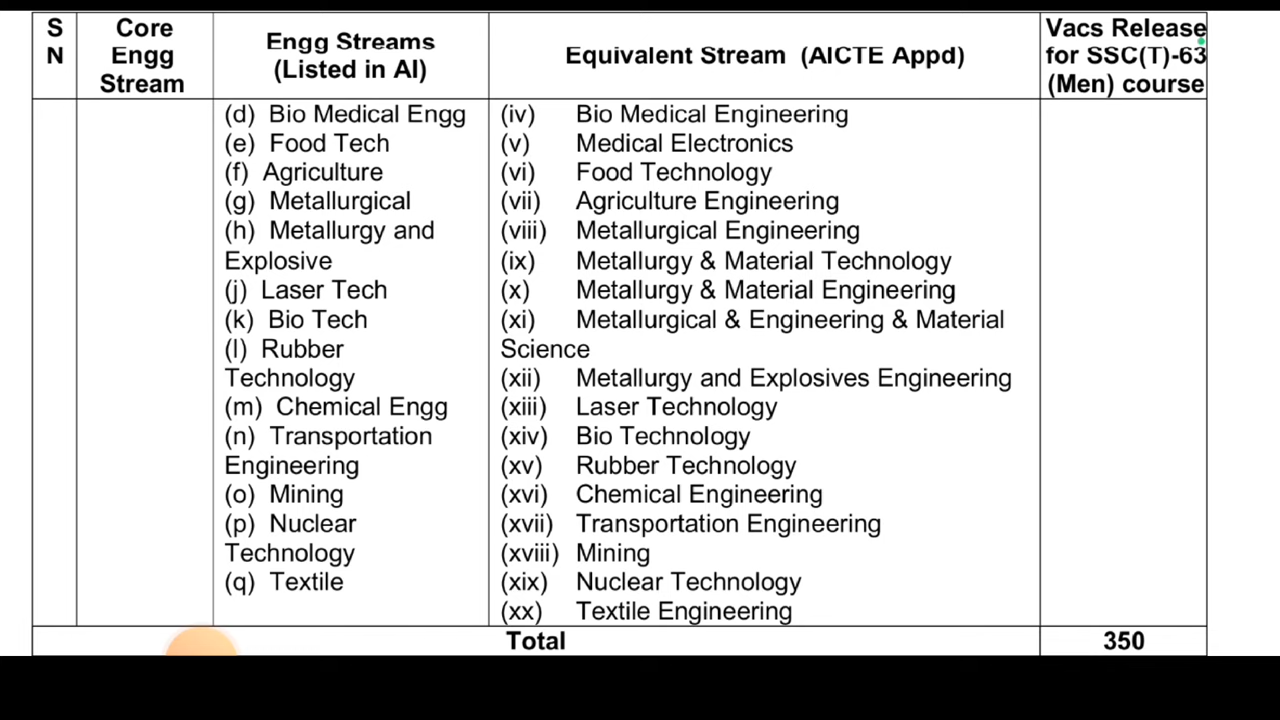 S N
Core Engg Stream
Engg Streams (Listed in AI)
Equivalent Stream (AICTE Appd)
Vacs Release for SSC(T)-63 (Men) course
(d) Bio Medical Engg
(e) Food Tech
(f) Agriculture
(g) Metallurgical
(h) Metallurgy and
Explosive
(j) Laser Tech
(k) Bio Tech
(l) Rubber
Technology
(m) Chemical Engg
(n) Transportation
Engineering
(o) Mining
(p) Nuclear
Technology
(q) Textile
(iv) Bio Medical Engineering
(v) Medical Electronics
(vi) Food Technology
(vii) Agriculture Engineering
(viii) Metallurgical Engineering
(ix) Metallurgy & Material Technology
(x) Metallurgy & Material Engineering
(xi) Metallurgical & Engineering & Material
Science
(xii) Metallurgy and Explosives Engineering
(xiii) Laser Technology
(xiv) Bio Technology
(xv) Rubber Technology
(xvi) Chemical Engineering
(xvii) Transportation Engineering
(xviii) Mining
(xix) Nuclear Technology
(xx) Textile Engineering
Total 350